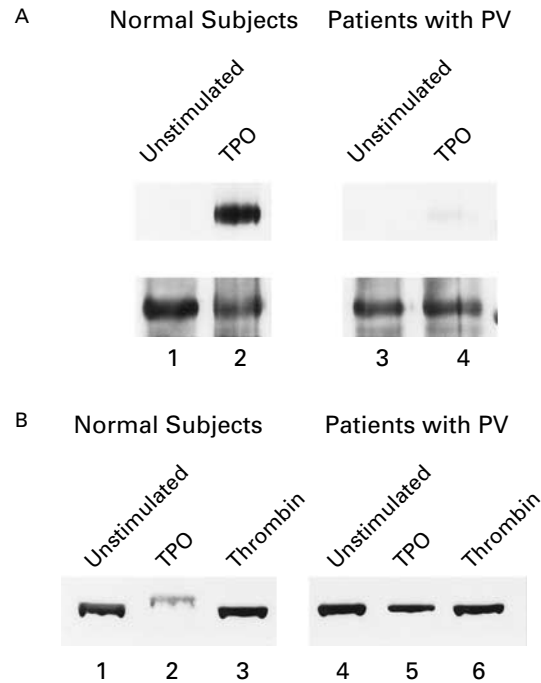 A
Normal Subjects Patients with PV
Unstimulated TPO Unstimulated TPO
1 2 3 4
B
Normal Subjects Patients with PV
Unstimulated TPO Thrombin Unstimulated TPO Thrombin
1 2 3 4 5 6